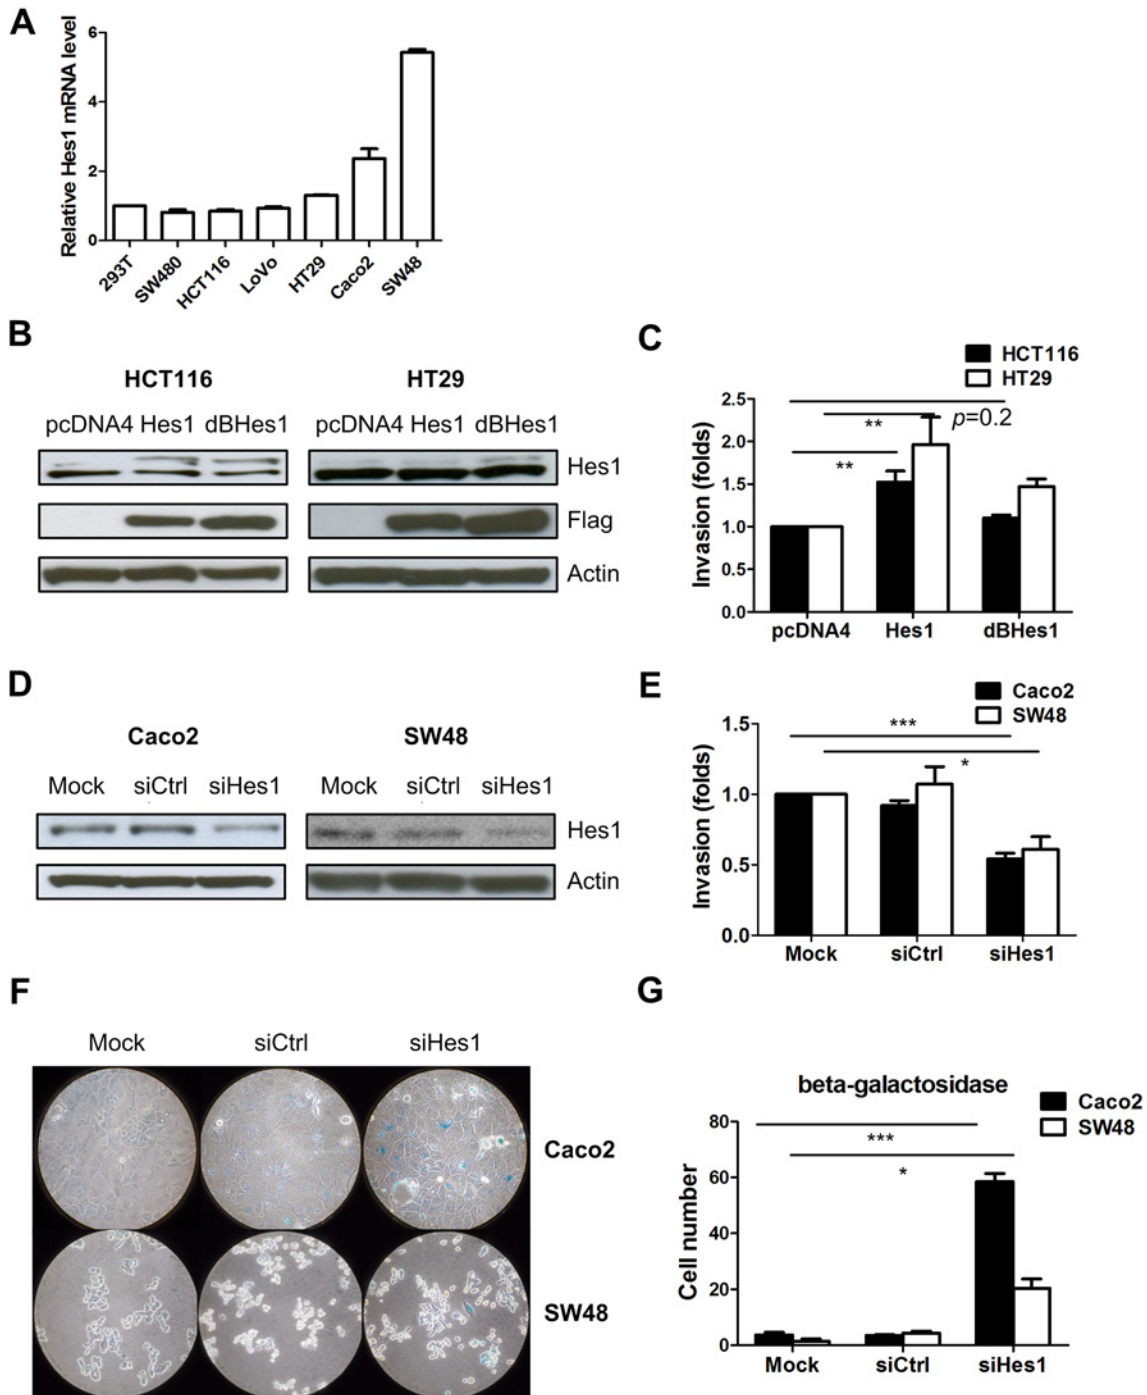 A
Relative Hes1 mRNA level
6
4
2
0
293T
SW480
HCT116
LoVo
HT29
Caco2
SW48
B
HCT116
HT29
pcDNA4 Hes1 dBHes1
pcDNA4 Hes1 dBHes1
Hes1
Flag
Actin
C
HCT116
HT29
Invasion (folds)
2.5
2.0
1.5
1.0
0.5
0.0
p=0.2
**
**
pcDNA4 Hes1 dBHes1
D
Caco2
SW48
Mock siCtrl siHes1
Mock siCtrl siHes1
Hes1
Actin
E
Caco2
SW48
Invasion (folds)
1.5
1.0
0.5
0.0
***
*
Mock siCtrl siHes1
F
Mock siCtrl siHes1
Caco2
SW48
G
beta-galactosidase
Caco2
SW48
Cell number
80
60
40
20
0
***
*
Mock siCtrl siHes1